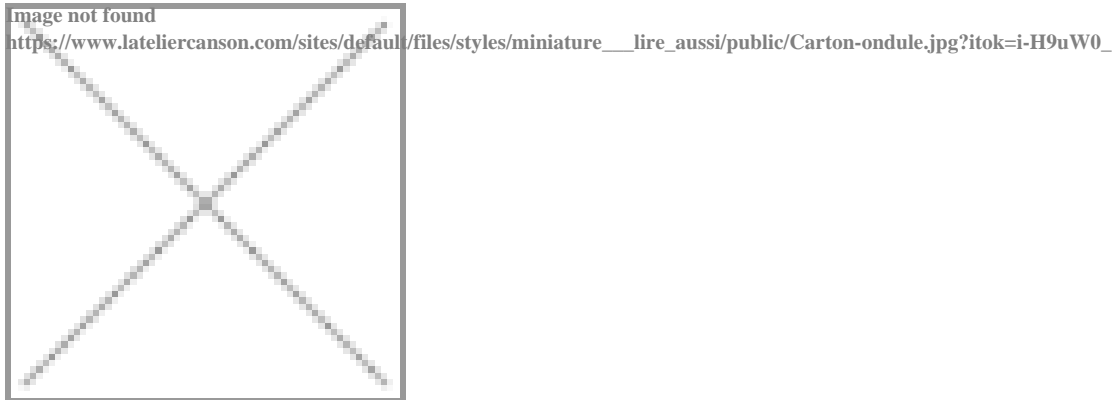 Image not found
https://www.lateliercanson.com/sites/default/files/styles/miniature___lire_aussi/public/Carton-ondule.jpg?itok=i-H9uW0_